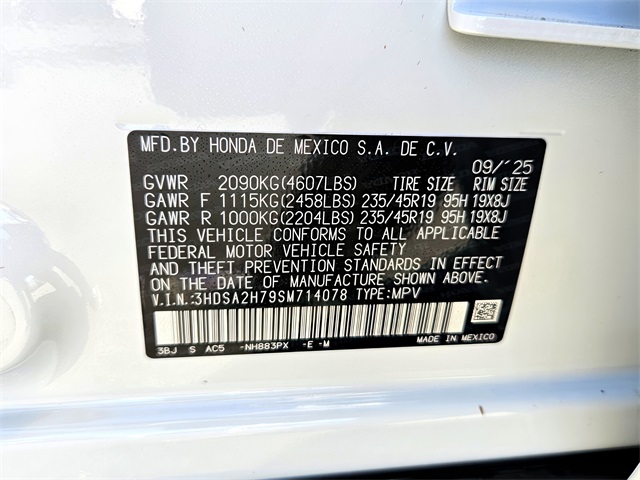 MFD.BY HONDA DE MEXICO S.A. DE C.V.
09/´25
GVWR 2090KG(4607LBS) TIRE SIZE RIM SIZE
GAWR F 1115KG(2458LBS) 235/45R19 95H 19X8J
GAWR R 1000KG(2204LBS) 235/45R19 95H 19X8J
THIS VEHICLE CONFORMS TO ALL APPLICABLE
FEDERAL MOTOR VEHICLE SAFETY
AND THEFT PREVENTION STANDARDS IN EFFECT
ON THE DATE OF MANUFACTURE SHOWN ABOVE.
V.I.N.:3HDSA2H79SM714078 TYPE:MPV
3BJ S AC5 -NH883PX -E -M MADE IN MEXICO